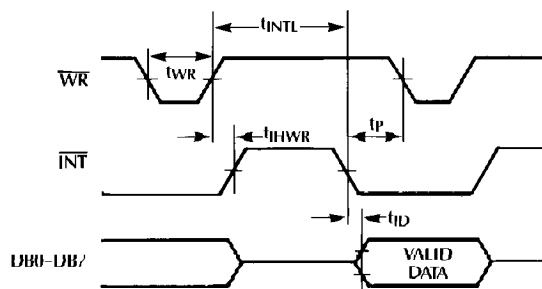 tINTL
tWR
WR
tIHWR
tP
INT
tID
DB0–DB7
VALID
DATA